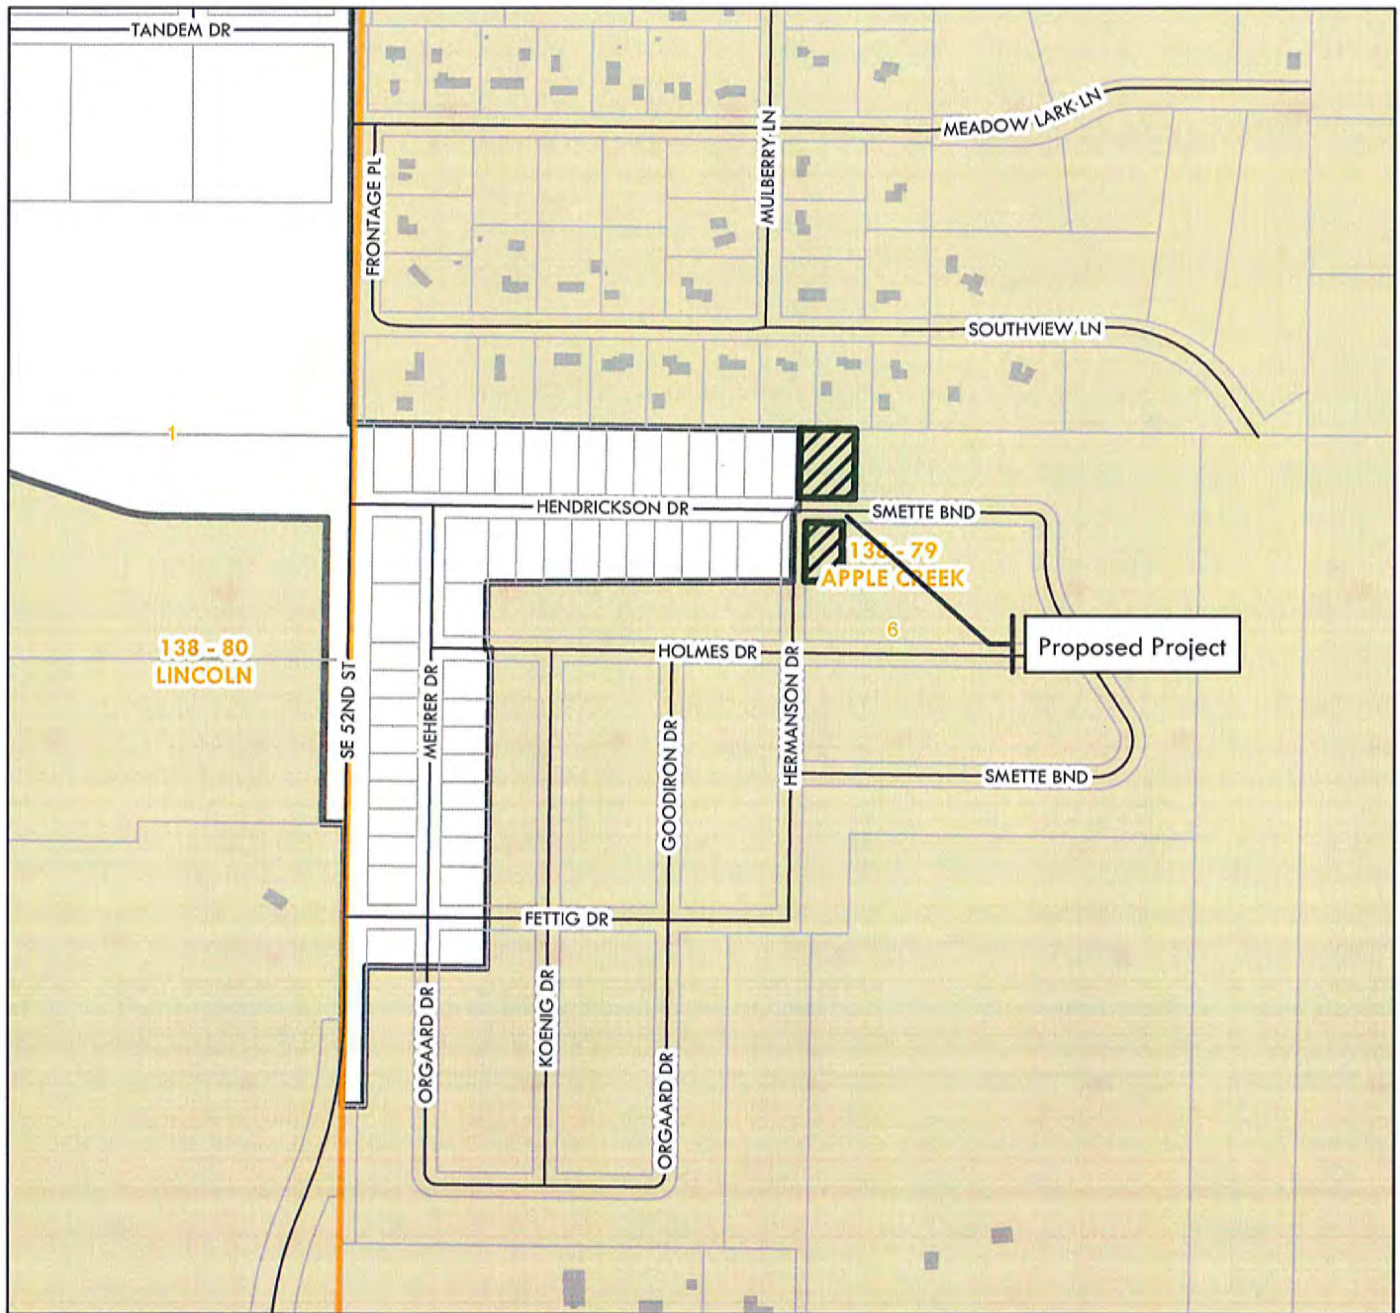 TANDEM DR
MEADOW LARK LN
MULBERRY LN
FRONTAGE PL
SOUTHVIEW LN
1
HENDRICKSON DR
SMETTE BND
138 - 79
APPLE CREEK
6
138 - 80
LINCOLN
HOLMES DR
Proposed Project
SE 52ND ST
MEHRER DR
GOODIRON DR
HERMANSON DR
SMETTE BND
FETTIG DR
ORGAARD DR
KOENIG DR
ORGAARD DR